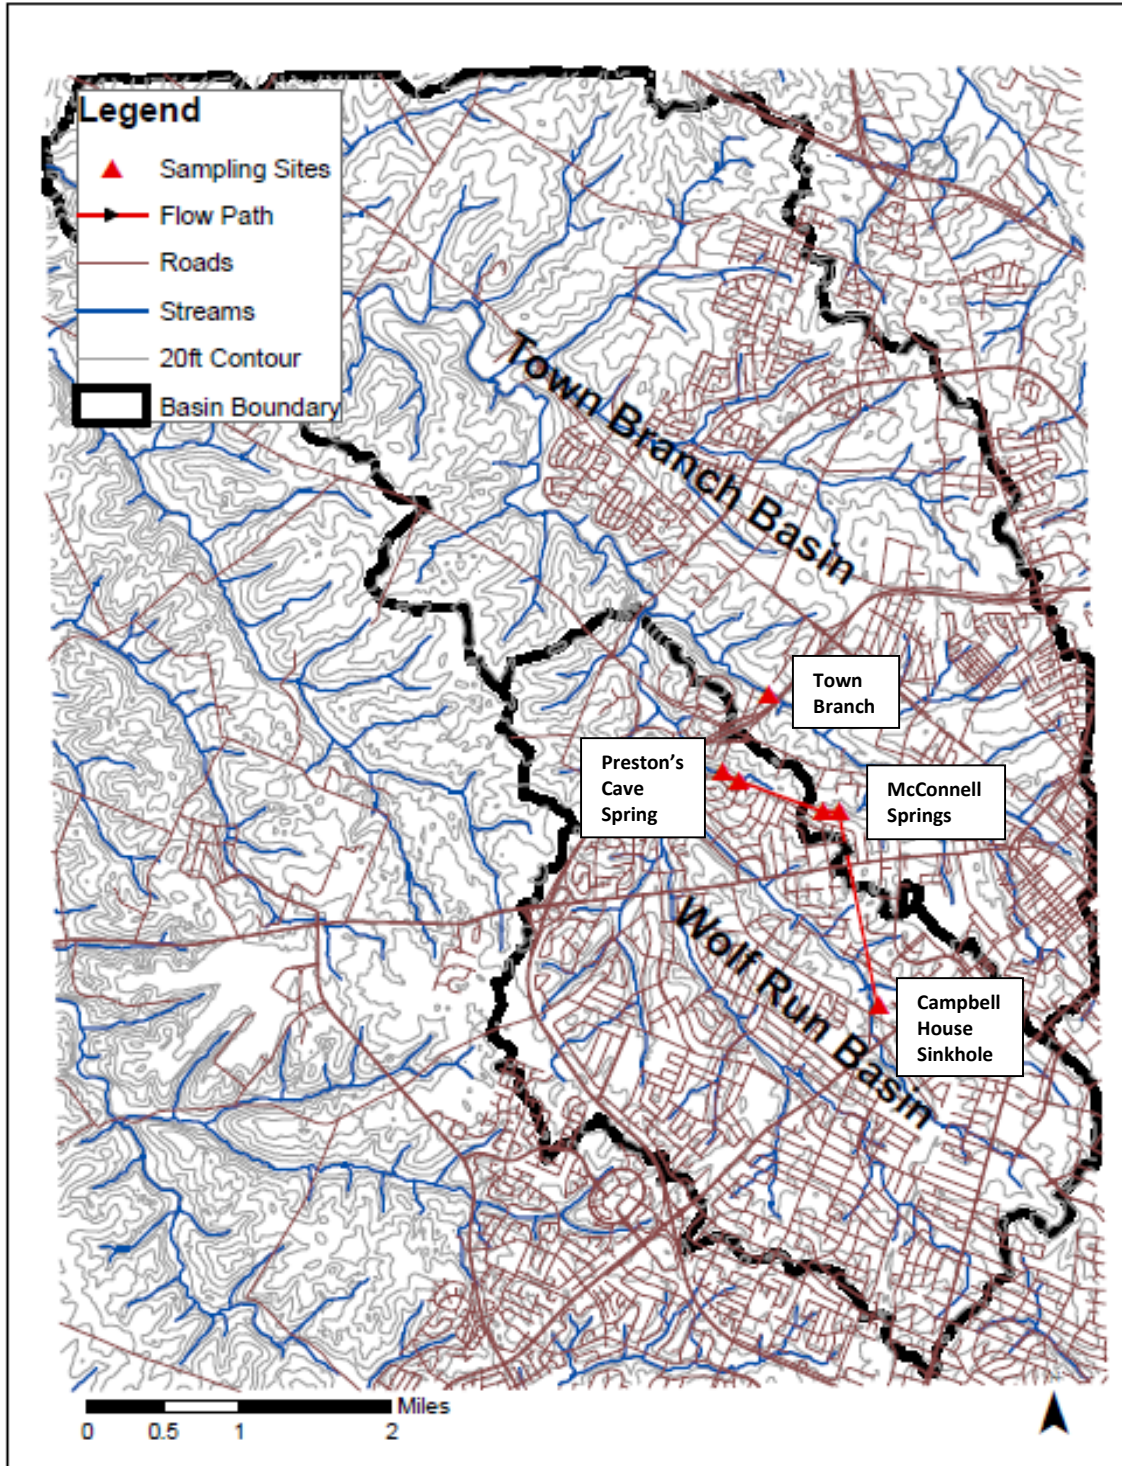 Legend
Sampling Sites
Flow Path
Roads
Streams
20ft Contour
Basin Boundary
Town Branch Basin
Town
Branch
Preston's
Cave
Spring
McConnell
Springs
Wolf Run Basin
Campbell
House
Sinkhole
Miles
0 0.5 1 2